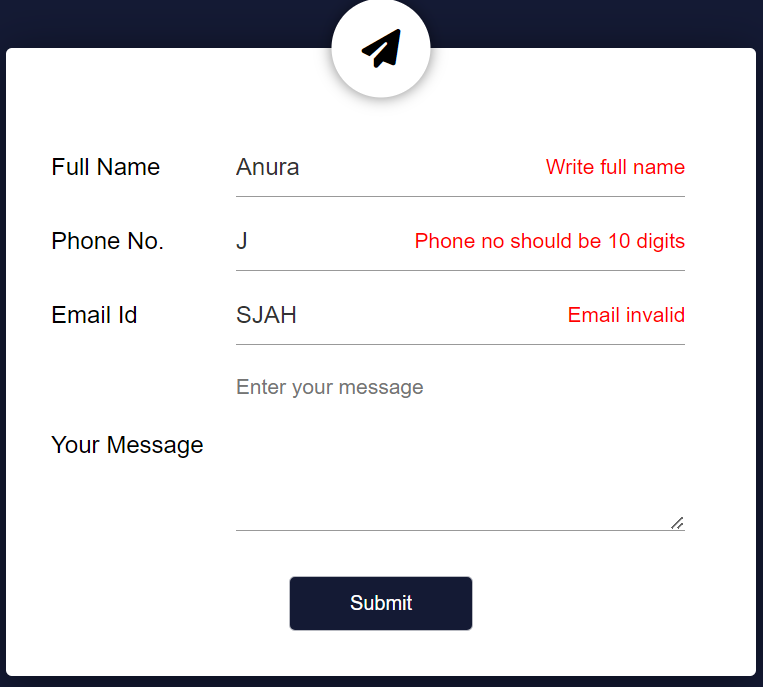 Full Name Anura Write full name
Phone No. J Phone no should be 10 digits
Email Id SJAH Email invalid
Enter your message
Your Message
Submit